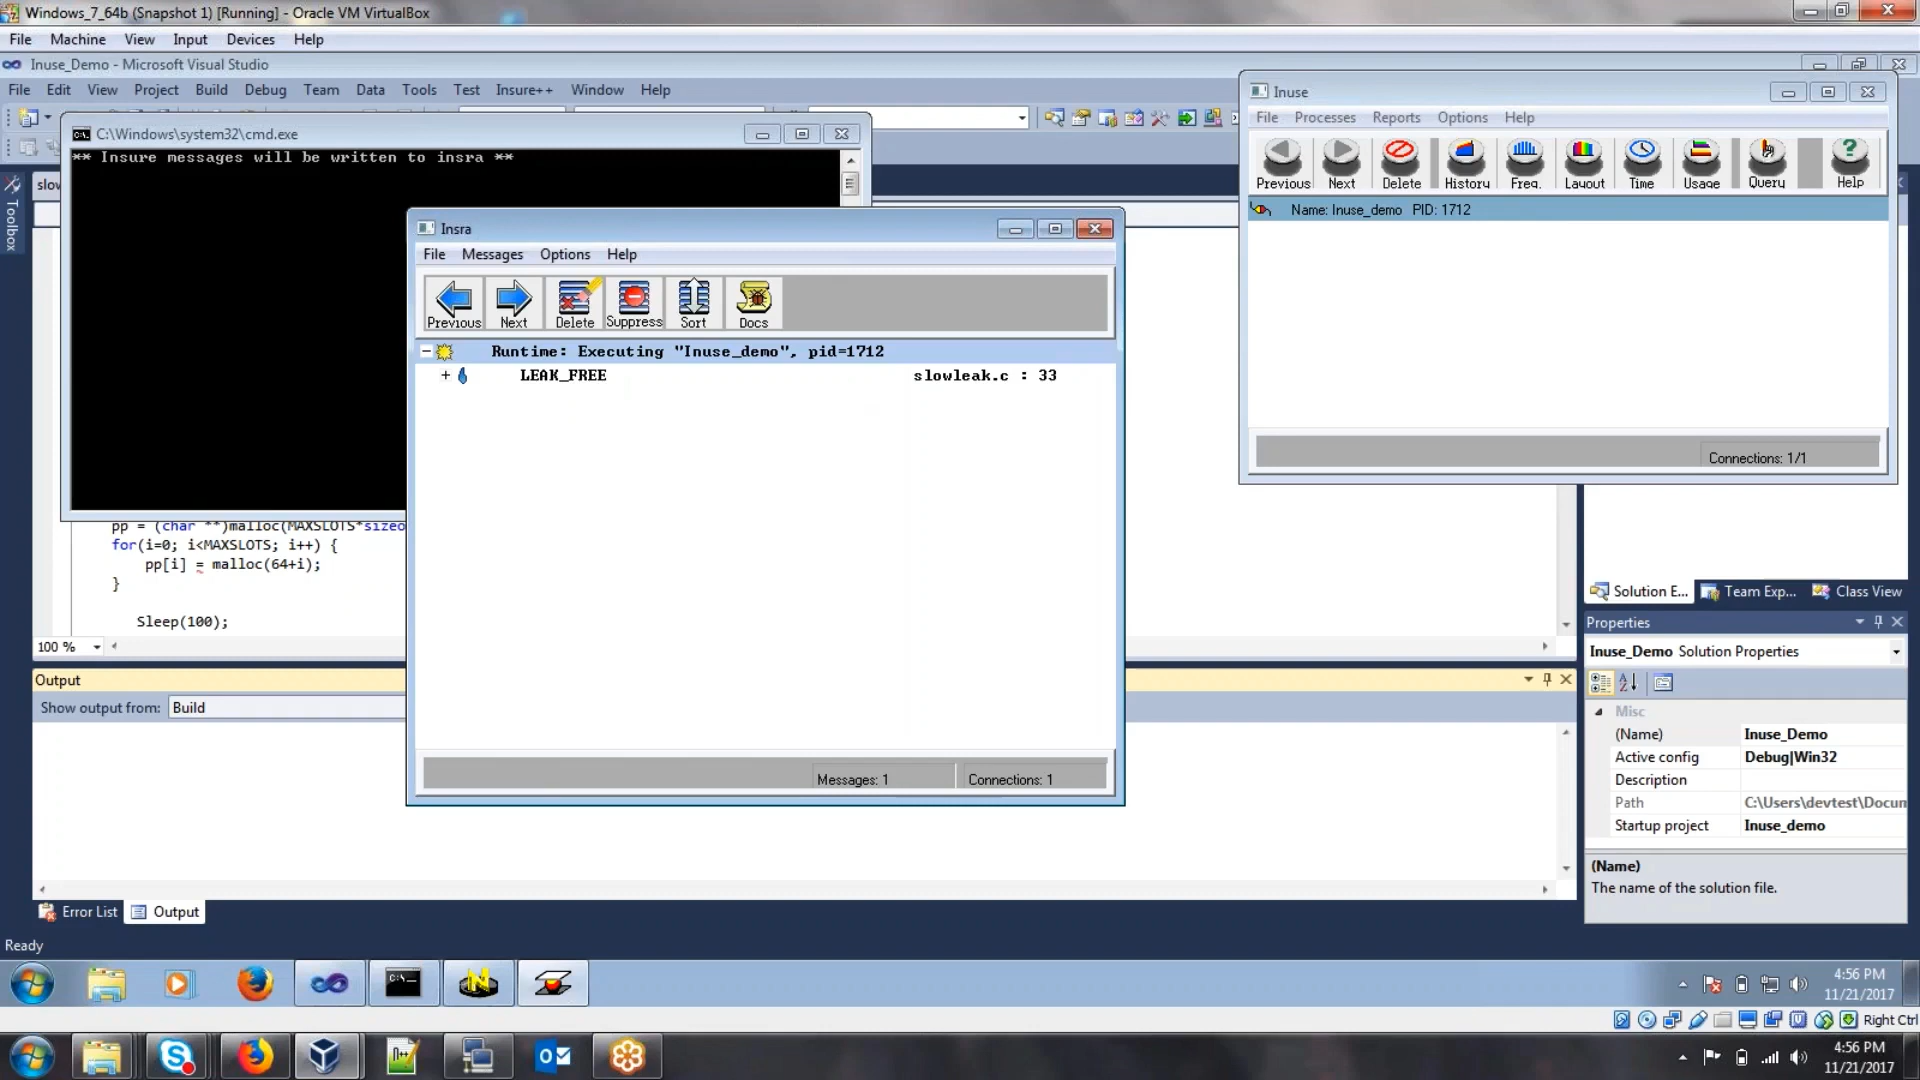 Windows_7_64b (Snapshot 1) [Running] - Oracle VM VirtualBox
File Machine View Input Devices Help
Inuse_Demo - Microsoft Visual Studio
File Edit View Project Build Debug Team Data Tools Test Insure++ Window Help
C:\Windows\system32\cmd.exe
** Insure messages will be written to insra **
Toolbox
slow
Insra
File Messages Options Help
Previous Next Delete Suppress Sort Docs
Runtime: Executing "Inuse_demo", pid=1712
LEAK_FREE slowleak.c : 33
Messages: 1 Connections: 1
Inuse
File Processes Reports Options Help
Previous Next Delete History Freq. Layout Time Usage Query Help
Name: Inuse_demo PID: 1712
Connections: 1/1
pp = (char **)malloc(MAXSLOTS*sizeo
for(i=0; i<MAXSLOTS; i++) {
pp[i] = malloc(64+i);
}
Sleep(100);
100 %
Output
Show output from: Build
Error List Output
Ready
Solution E... Team Exp... Class View
Properties
Inuse_Demo Solution Properties
Misc
(Name) Inuse_Demo
Active config Debug|Win32
Description
Path C:\Users\devtest\Docum
Startup project Inuse_demo
(Name)
The name of the solution file.
4:56 PM
11/21/2017
Right Ctrl
4:56 PM
11/21/2017